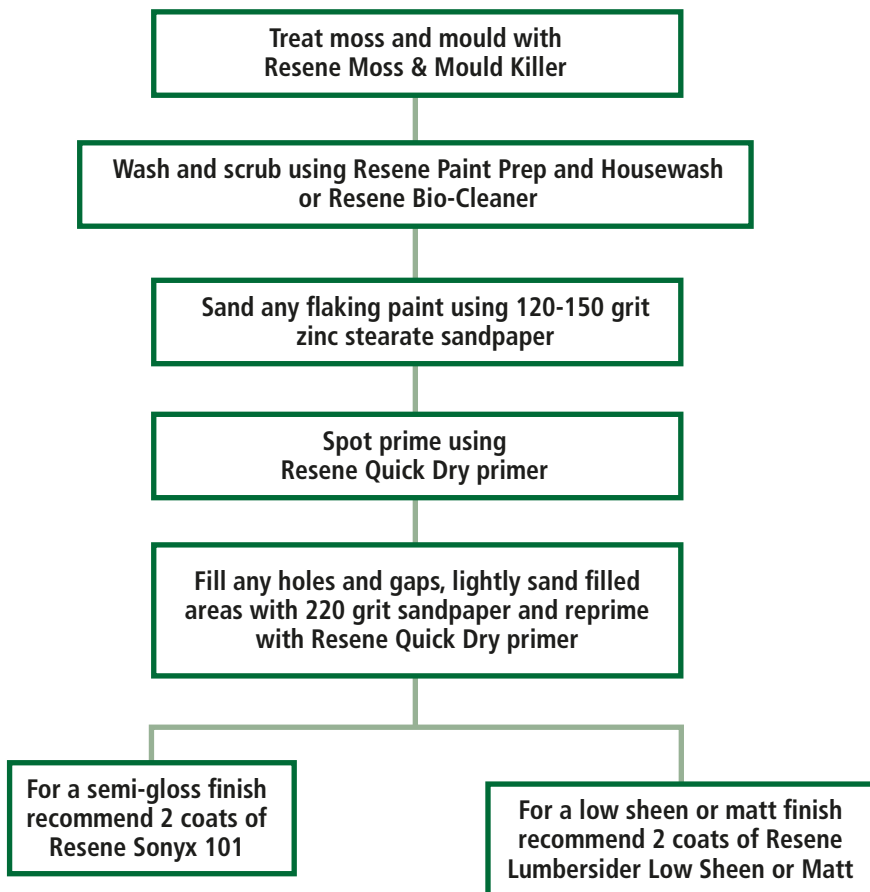 Treat moss and mould with
Resene Moss & Mould Killer
Wash and scrub using Resene Paint Prep and Housewash
or Resene Bio-Cleaner
Sand any flaking paint using 120-150 grit
zinc stearate sandpaper
Spot prime using
Resene Quick Dry primer
Fill any holes and gaps, lightly sand filled
areas with 220 grit sandpaper and reprime
with Resene Quick Dry primer
For a semi-gloss finish
recommend 2 coats of
Resene Sonyx 101
For a low sheen or matt finish
recommend 2 coats of Resene
Lumbersider Low Sheen or Matt